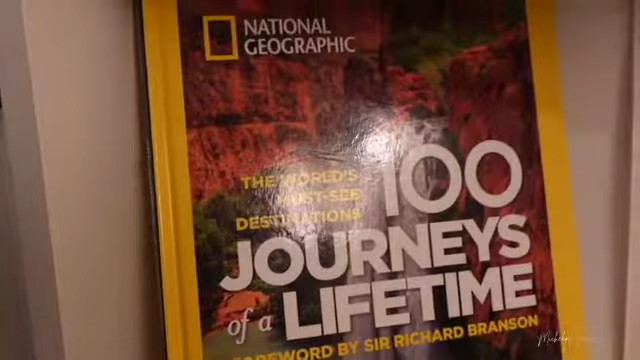 NATIONAL
GEOGRAPHIC
THE WORLD'S
MUST-SEE
DESTINATIONS
100
JOURNEYS
of a LIFETIME
FOREWORD BY SIR RICHARD BRANSON